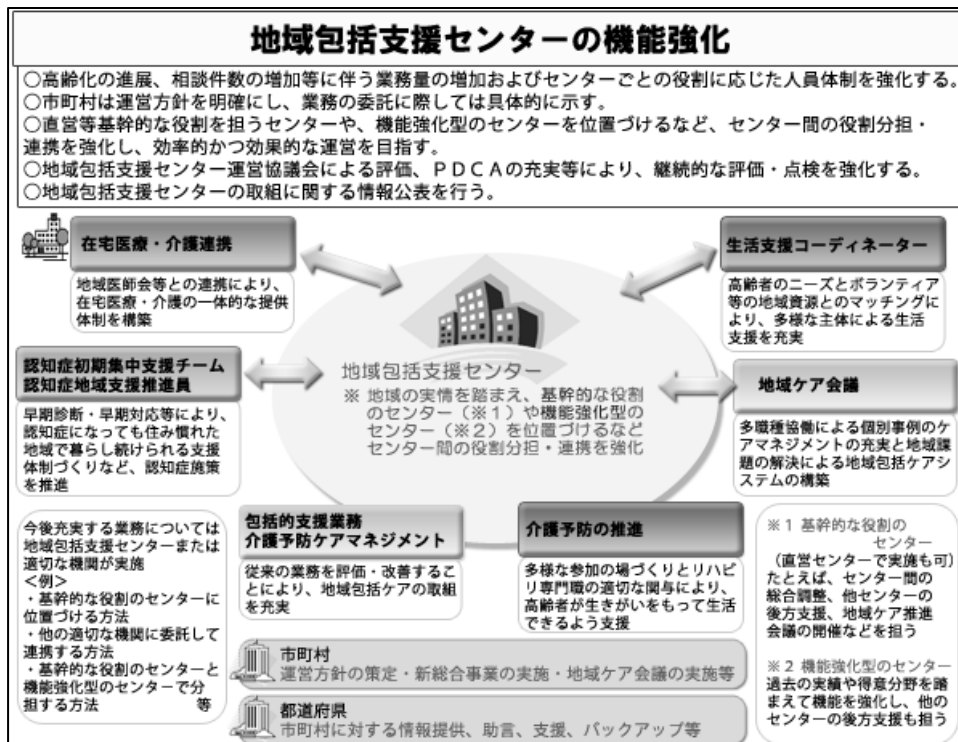 地域包括支援センターの機能強化
○高齢化の進展、相談件数の増加等に伴う業務量の増加およびセンターごとの役割に応じた人員体制を強化する。
○市町村は運営方針を明確にし、業務の委託に際しては具体的に示す。
○直営等基幹的な役割を担うセンターや、機能強化型のセンターを位置づけるなど、センター間の役割分担・
連携を強化し、効率的かつ効果的な運営を目指す。
○地域包括支援センター運営協議会による評価、PDCAの充実等により、継続的な評価・点検を強化する。
○地域包括支援センターの取組に関する情報公表を行う。
在宅医療・介護連携
地域医師会等との連携により、
在宅医療・介護の一体的な提供
体制を構築
生活支援コーディネーター
高齢者のニーズとボランティア
等の地域資源とのマッチングに
より、多様な主体による生活
支援を充実
認知症初期集中支援チーム
認知症地域支援推進員
早期診断・早期対応等により、
認知症になっても住み慣れた
地域で暮らし続けられる支援
体制づくりなど、認知症施策
を推進
地域包括支援センター
※ 地域の実情を踏まえ、基幹的な役割
のセンター(※1)や機能強化型の
センター(※2)を位置づけるなど
センター間の役割分担・連携を強化
地域ケア会議
多職種協働による個別事例のケ
アマネジメントの充実と地域課
題の解決による地域包括ケアシ
ステムの構築
今後充実する業務については
地域包括支援センターまたは
適切な機関が実施
<例>
・基幹的な役割のセンターに
位置づける方法
・他の適切な機関に委託して
連携する方法
・基幹的な役割のセンターと
機能強化型のセンターで分
担する方法 等
包括的支援業務
介護予防ケアマネジメント
従来の業務を評価・改善するこ
とにより、地域包括ケアの取組
を充実
介護予防の推進
多様な参加の場づくりとリハビ
リ専門職の適切な関与により、
高齢者が生きがいをもって生活
できるよう支援
※1 基幹的な役割の
センター
(直営センターで実施も可)
たとえば、センター間の
総合調整、他センターの
後方支援、地域ケア推進
会議の開催などを担う
※2 機能強化型のセンター
過去の実績や得意分野を踏
まえて機能を強化し、他の
センターの後方支援も担う
市町村
運営方針の策定・新総合事業の実施・地域ケア会議の実施等
都道府県
市町村に対する情報提供、助言、支援、バックアップ等